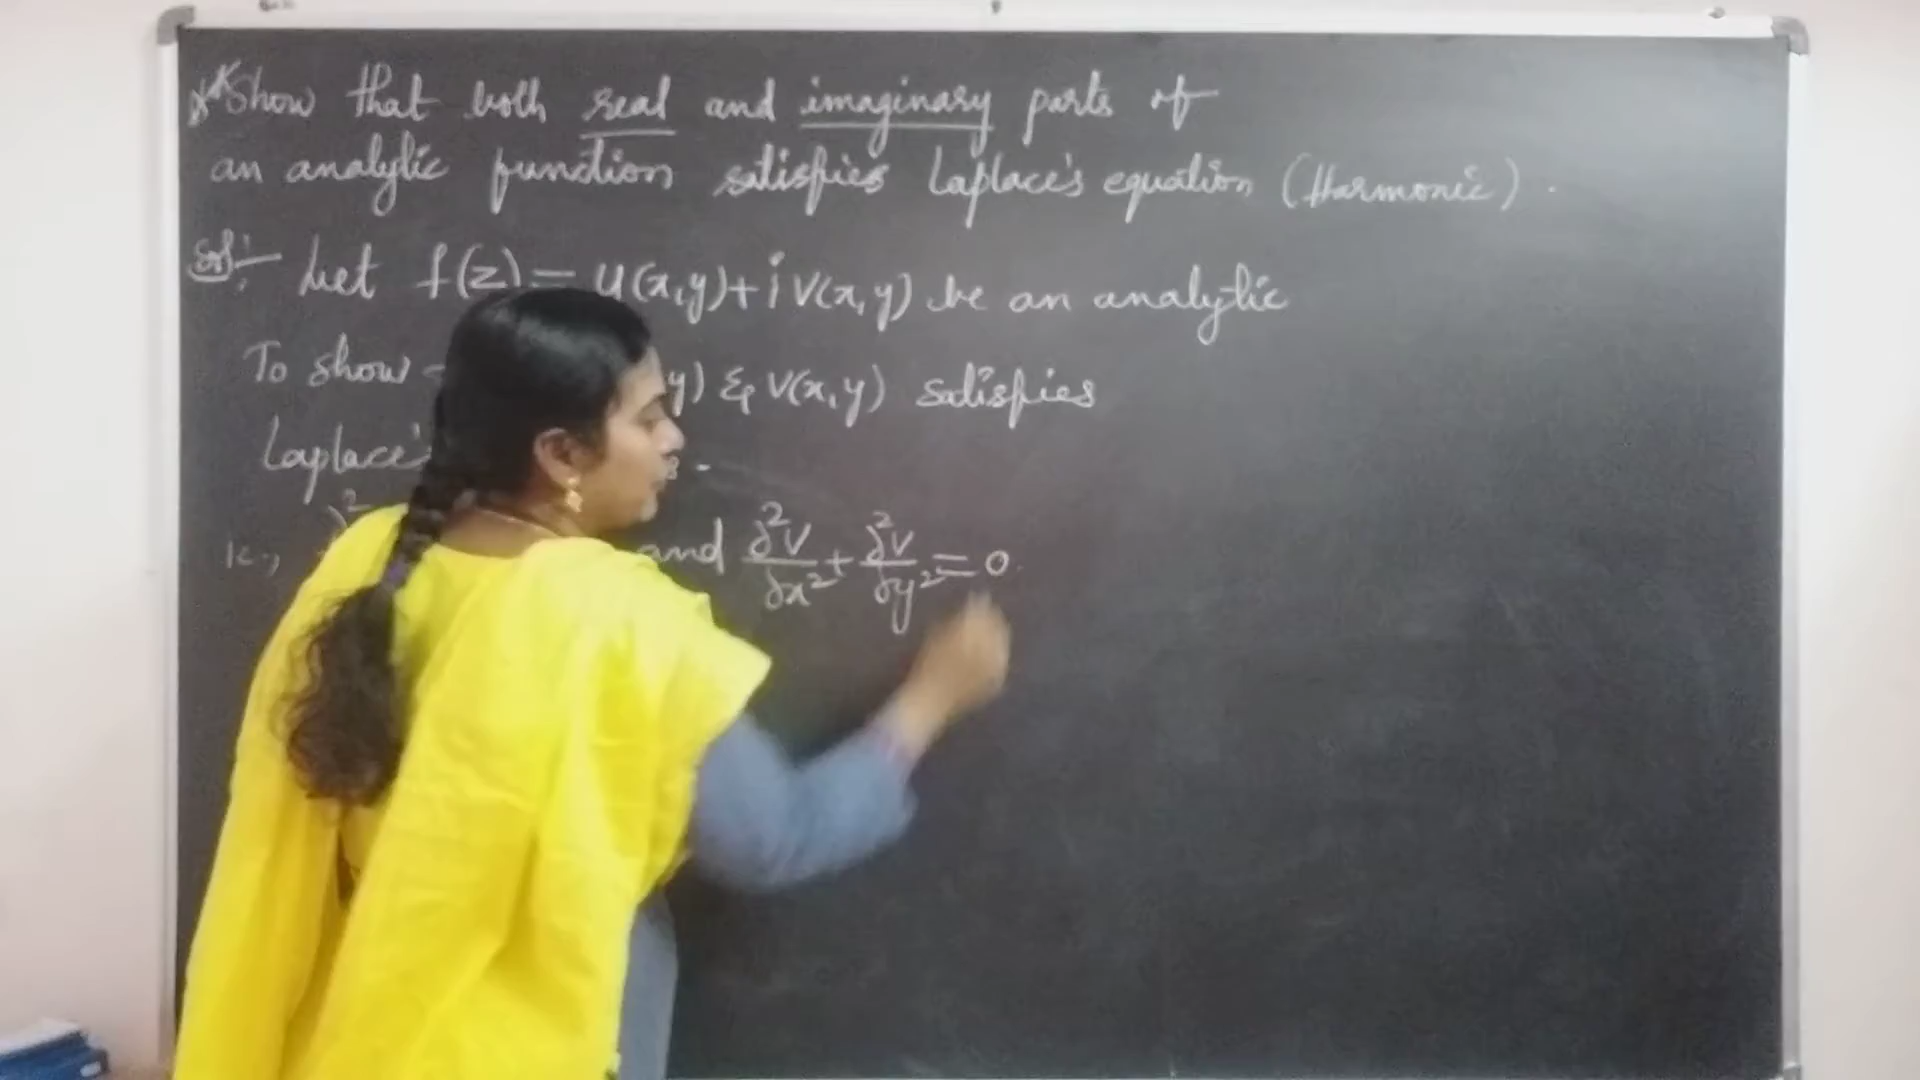 ** Show that both real and imaginary parts of
an analytic function satisfies Laplace's equation (Harmonic).
Sol:- Let f(z) = u(x,y) + i v(x,y) be an analytic
To show y) & v(x,y) satisfies
Laplace's
ie., and ∂²v/∂x² + ∂²v/∂y² = 0.